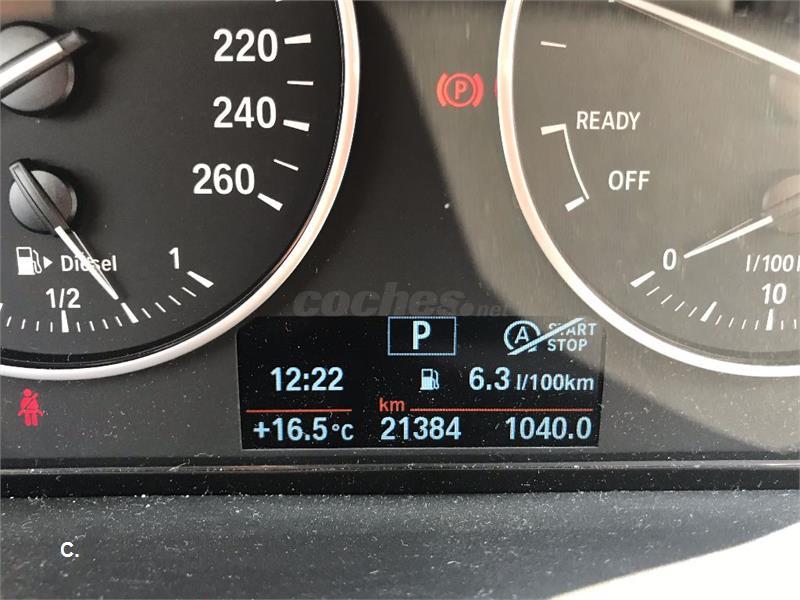 220
240
260
READY
OFF
Diesel
1/2
1
0
l/100
10
coches.net
P
P
A
START
STOP
12:22
6.3 l/100km
km
+16.5°C
21384
1040.0
C.